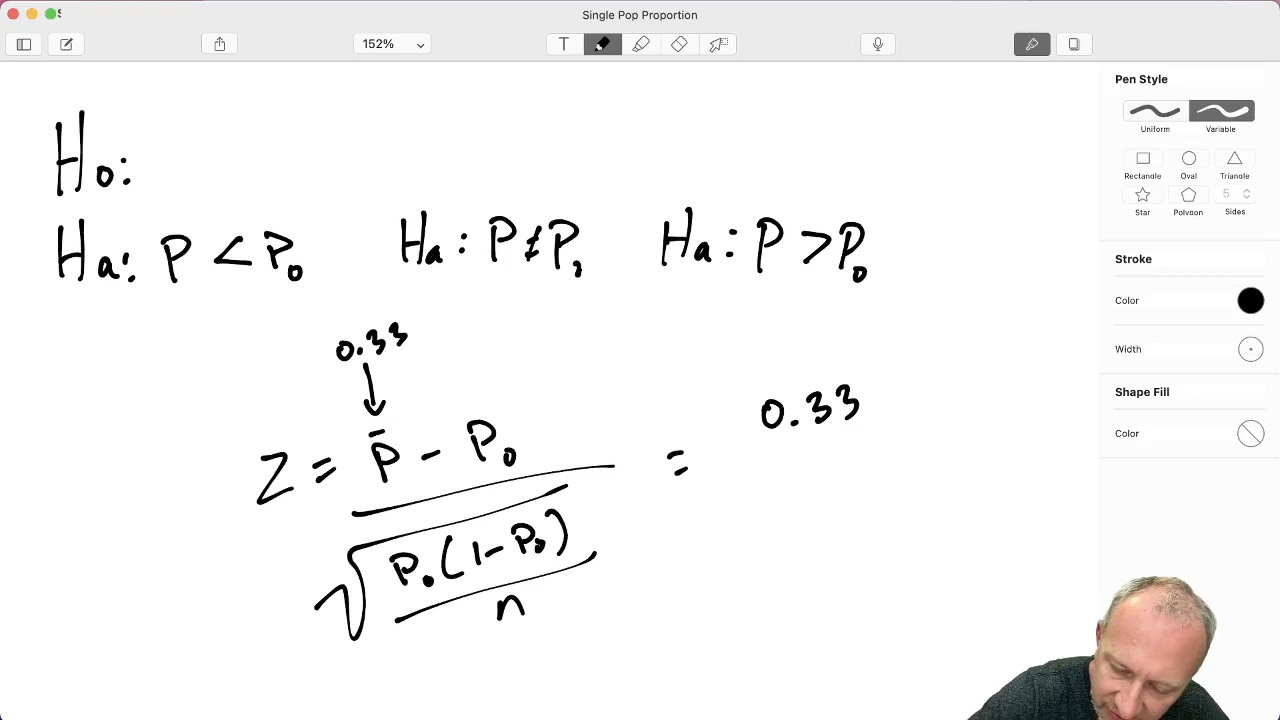 Single Pop Proportion
152%
T
Pen Style
Uniform Variable
Rectangle Oval Triangle
Star Polygon 5 Sides
Stroke
Color
Width
Shape Fill
Color
Ho:
Ha: P < P₀ Ha: P ≠ P₀ Ha: P > P₀
0.33
↓
Z = p̄ - P₀ = 0.33
√ P₀(1-P₀)
n